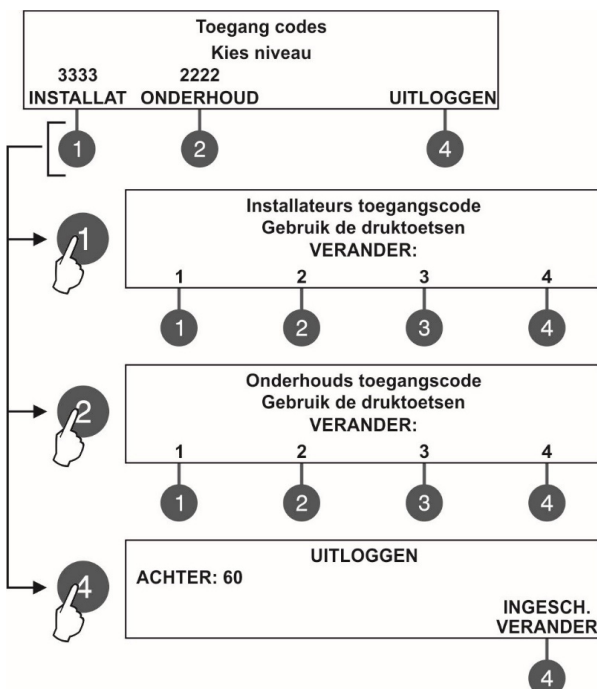 Toegang codes
Kies niveau
3333 2222
INSTALLAT ONDERHOUD UITLOGGEN
1 2 4
1
Installateurs toegangscode
Gebruik de druktoetsen
VERANDER:
1 2 3 4
1 2 3 4
2
Onderhouds toegangscode
Gebruik de druktoetsen
VERANDER:
1 2 3 4
1 2 3 4
4
UITLOGGEN
ACHTER: 60
INGESCH.
VERANDER
4